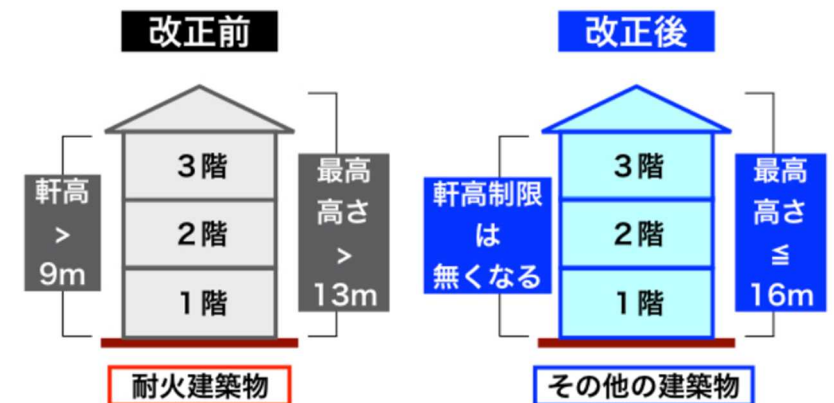 改正前
3階
2階
1階
軒高
>
9m
最高
高さ
>
13m
耐火建築物
改正後
3階
2階
1階
軒高制限
は
無くなる
最高
高さ
≦
16m
その他の建築物